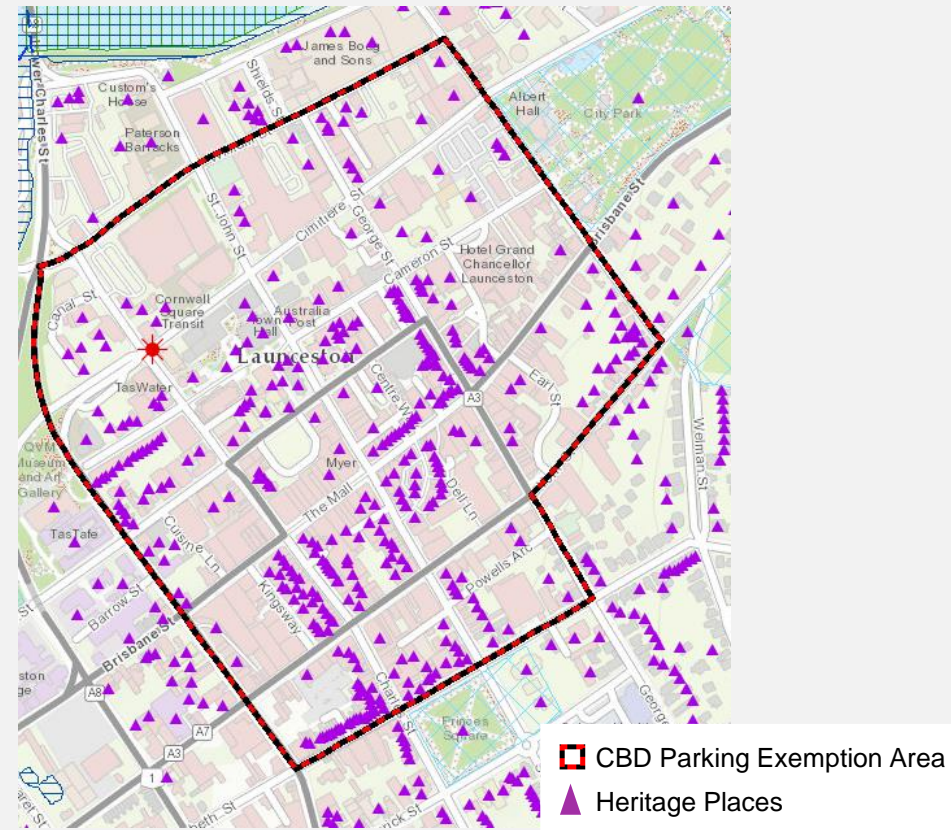 James Boag
and Sons
Shields St
Custom's
House
Albert
Hall
City Park
Charles St
Paterson
Barracks
St John St
Cimitiere St
George St
Brisbane St
Cameron St
Hotel Grand
Chancellor
Launceston
Canal St
Cornwall
Square
Transit
Town
Hall
Australia
Post
Launceston
TasWater
Centre W
Earl St
A3
Welman St
QVM
Museum
and Art
Gallery
Myer
The Mall
Dell Ln
TasTafe
Cuisine Ln
Powells Arc
Kingsway
Barrow St
Brisbane St
A8
A7
A3
1
Charles St
Princes
Square
George
CBD Parking Exemption Area
Heritage Places